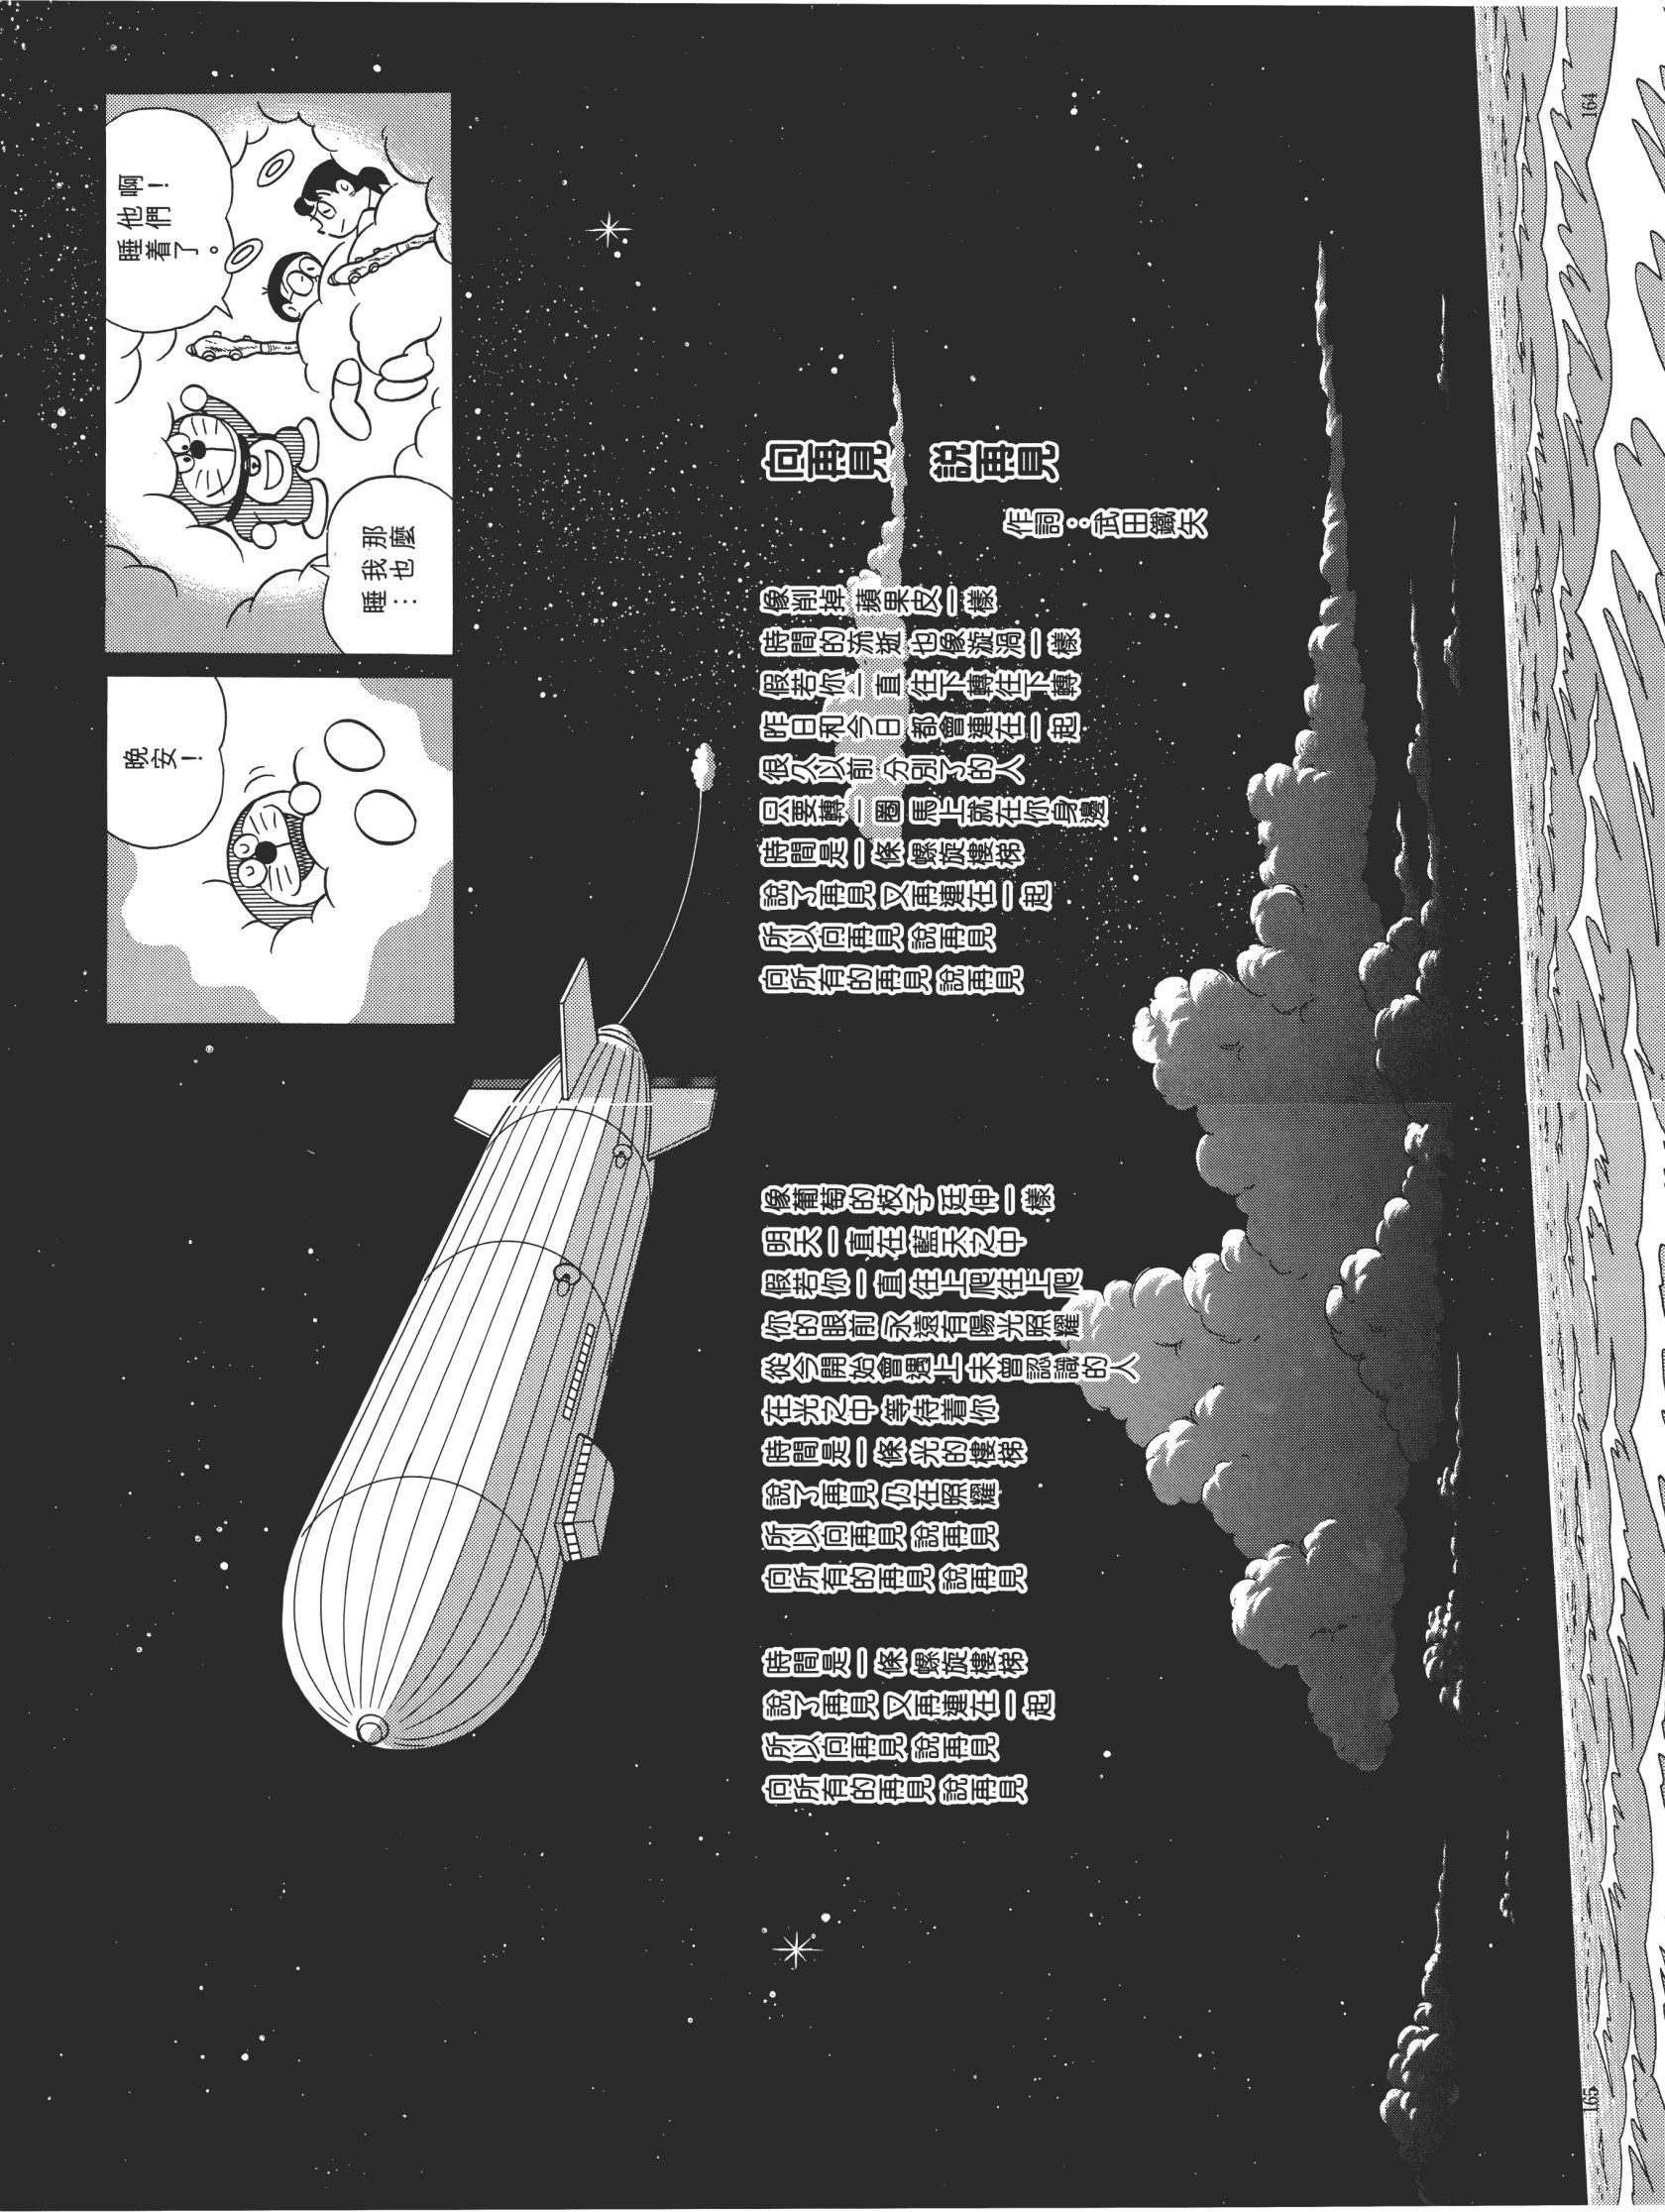 啊！
他們
睡着了。
那麼
我也
睡…
晚安！
向再見 說再見
作詞：武田鐵矢
像削掉 蘋果皮一樣
時間的流逝 也像漩渦一樣
假若你一直 往下轉往下轉
昨日和今日 都會連在一起
很久以前 分別了的人
只要轉一圈 馬上就在你身邊
時間是一條 螺旋樓梯
說了再見 又再連在一起
所以向再見 說再見
向所有的再見 說再見
像葡萄的枝子 延伸一樣
明天一直在 藍天之中
假若你一直 往上爬往上爬
你的眼前 永遠有陽光照耀
從今開始會遇上 未曾認識的人
在光之中 等待着你
時間是一條 光的樓梯
說了再見 仍在照耀
所以向再見 說再見
向所有的再見 說再見
時間是一條 螺旋樓梯
說了再見 又再連在一起
所以向再見 說再見
向所有的再見 說再見
164
165